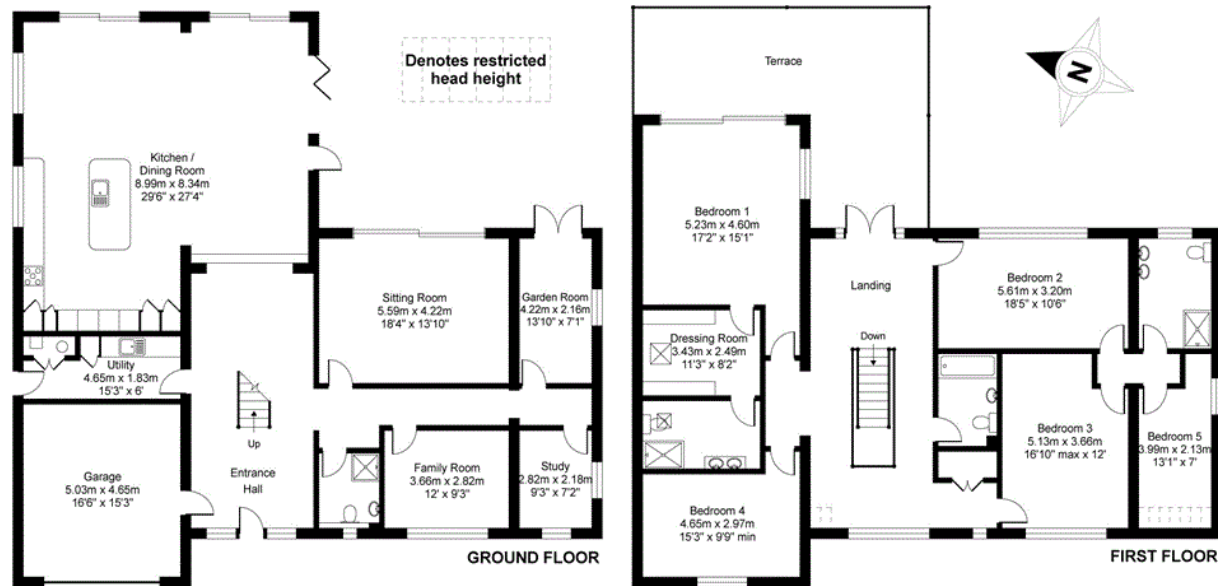 Kitchen /
Dining Room
8.99m x 8.34m
29'6" x 27'4"
Denotes restricted
head height
Sitting Room
5.59m x 4.22m
18'4" x 13'10"
Garden Room
4.22m x 2.16m
13'10" x 7'1"
Utility
4.65m x 1.83m
15'3" x 6'
Up
Entrance
Hall
Garage
5.03m x 4.65m
16'6" x 15'3"
Family Room
3.66m x 2.82m
12' x 9'3"
Study
2.82m x 2.18m
9'3" x 7'2"
GROUND FLOOR
Terrace
N
Bedroom 1
5.23m x 4.60m
17'2" x 15'1"
Landing
Down
Bedroom 2
5.61m x 3.20m
18'5" x 10'6"
Dressing Room
3.43m x 2.49m
11'3" x 8'2"
Bedroom 3
5.13m x 3.66m
16'10" max x 12'
Bedroom 5
3.99m x 2.13m
13'1" x 7'
Bedroom 4
4.65m x 2.97m
15'3" x 9'9" min
FIRST FLOOR